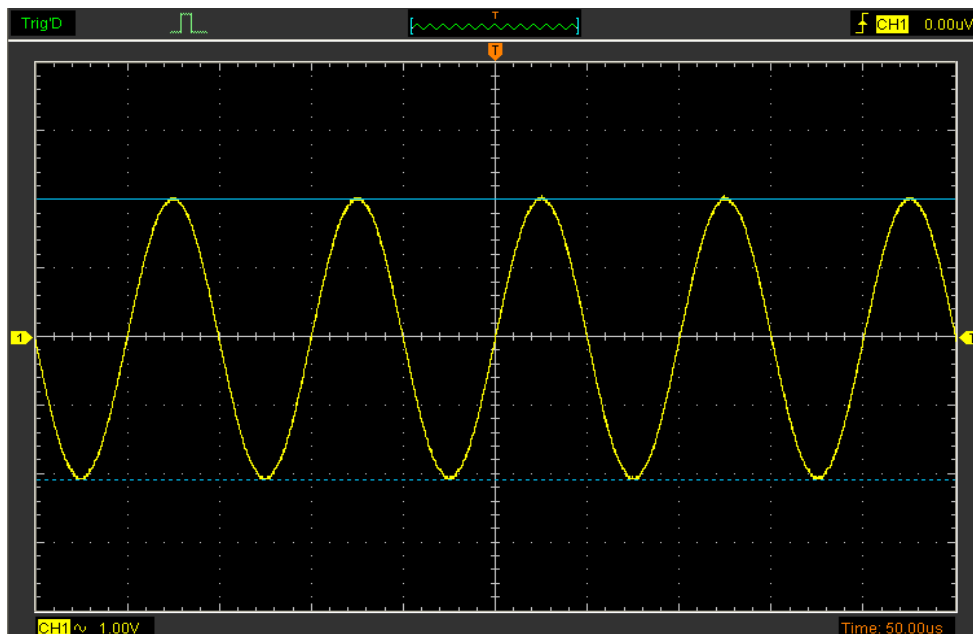 Trig'D
T
CH1 0.00uV
T
1
T
CH1 ~ 1.00V
Time: 50.00us